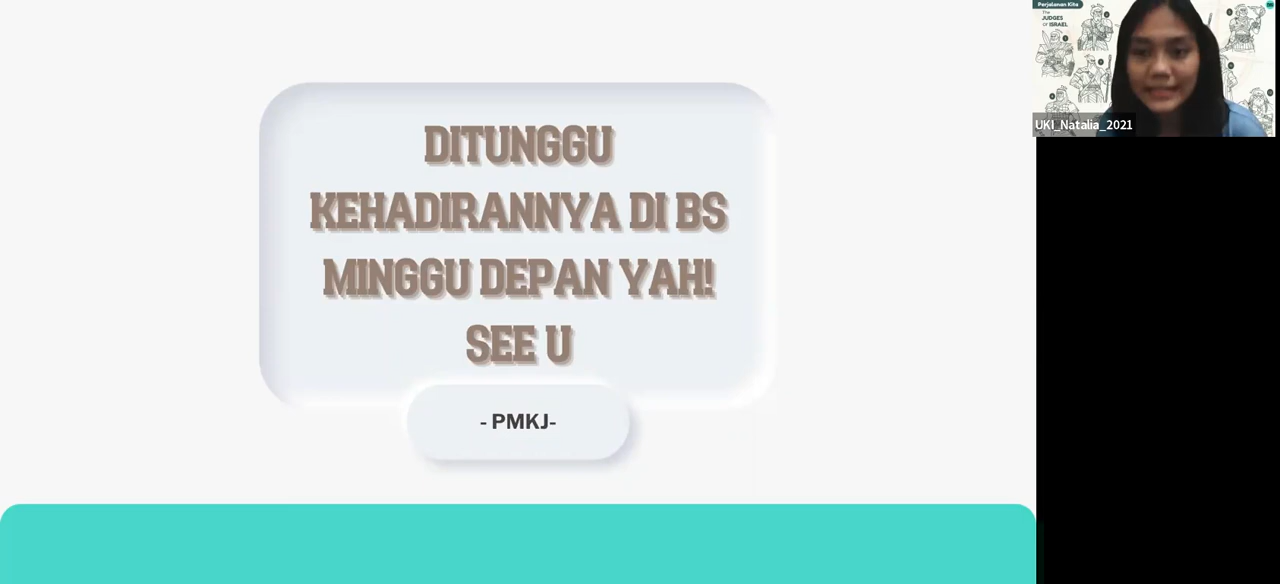 DITUNGGU
KEHADIRANNYA DI BS
MINGGU DEPAN YAH!
SEE U
- PMKJ-
Perjalanan Kita
The
JUDGES
OF ISRAEL
UKI_Natalia_2021